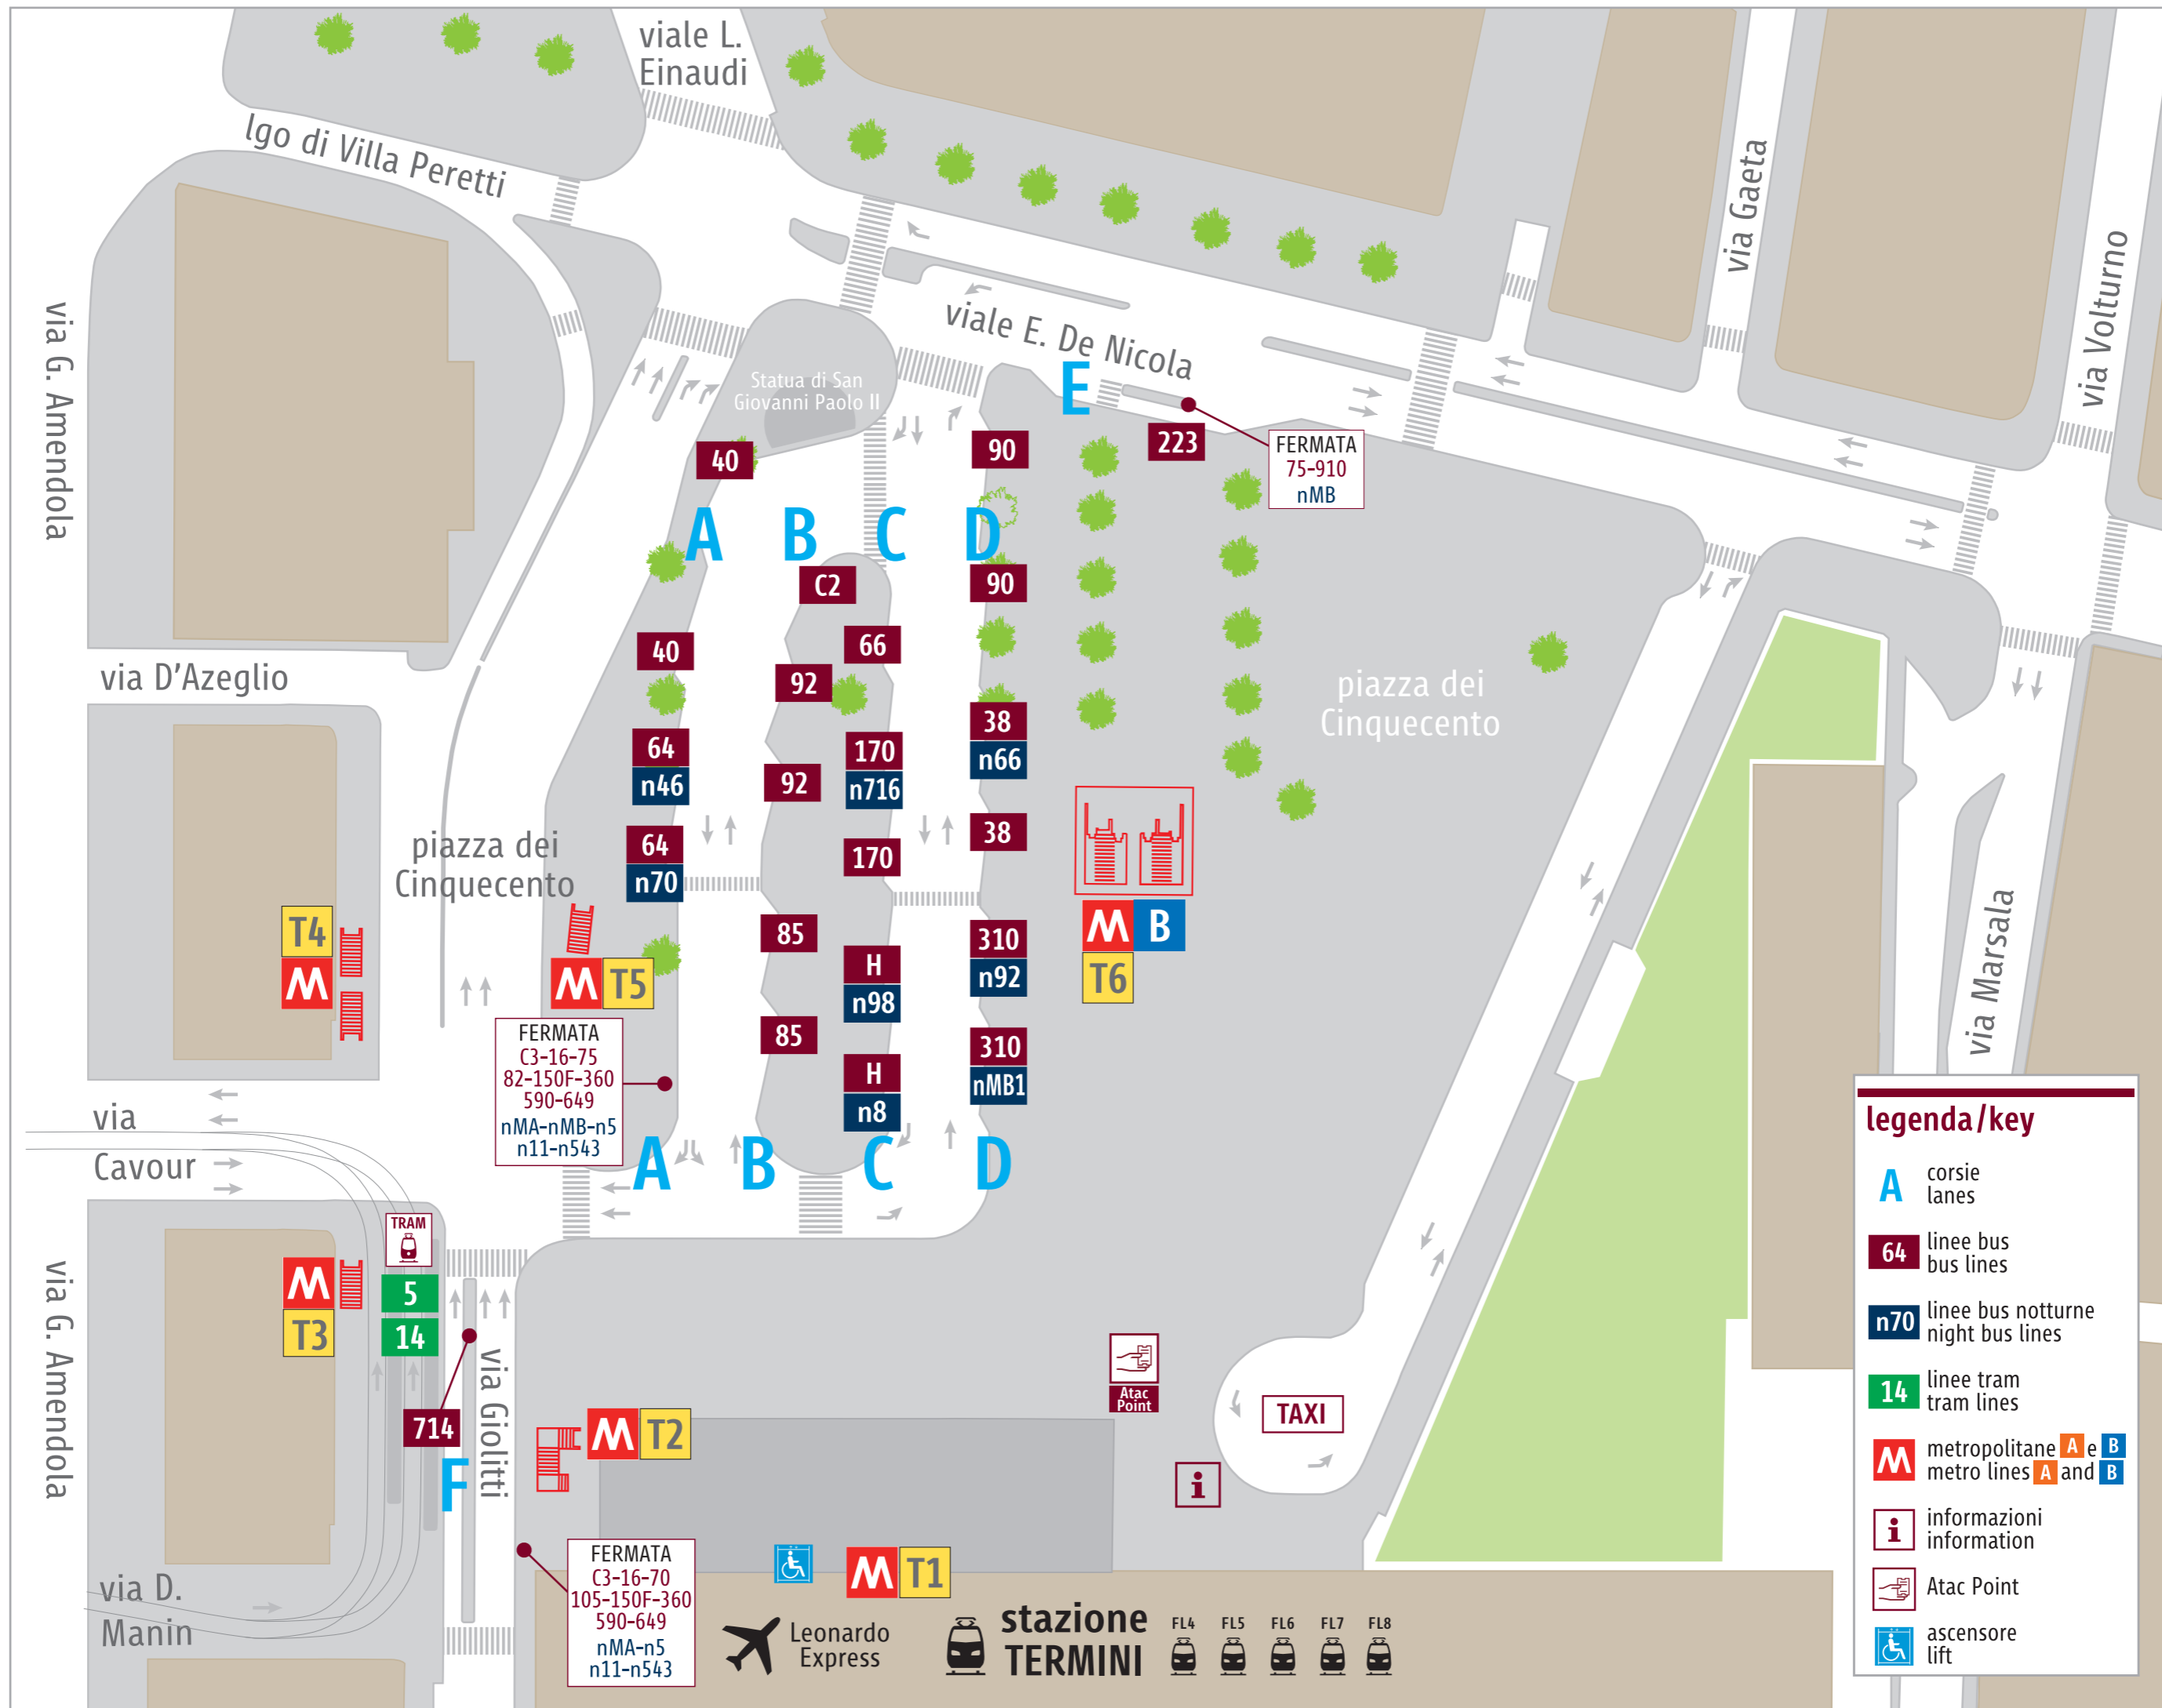 viale L.
Einaudi
lgo di Villa Peretti
via G. Amendola
via Gaeta
via Volturno
viale E. De Nicola
Statua di San
Giovanni Paolo II
E
223
FERMATA
75-910
nMB
40
90
A B C D
C2
90
40
66
92
via D'Azeglio
piazza dei
Cinquecento
38
n66
64
n46
170
n716
92
38
64
n70
170
piazza dei
Cinquecento
T4
M
M T5
85
H
n98
310
n92
M B
T6
85
H
n8
310
nMB1
FERMATA
C3-16-75
82-150F-360
590-649
nMA-nMB-n5
n11-n543
A B C D
via
Cavour
via Marsala
TRAM
5
14
M
T3
via G. Amendola
714
F
via Giolitti
M T2
Atac
Point
TAXI
i
FERMATA
C3-16-70
105-150F-360
590-649
nMA-n5
n11-n543
via D.
Manin
M T1
Leonardo
Express
stazione
TERMINI
FL4 FL5 FL6 FL7 FL8
legenda/key
A
corsie
lanes
64
linee bus
bus lines
n70
linee bus notturne
night bus lines
14
linee tram
tram lines
M
metropolitane A e B
metro lines A and B
i
informazioni
information
Atac Point
ascensore
lift